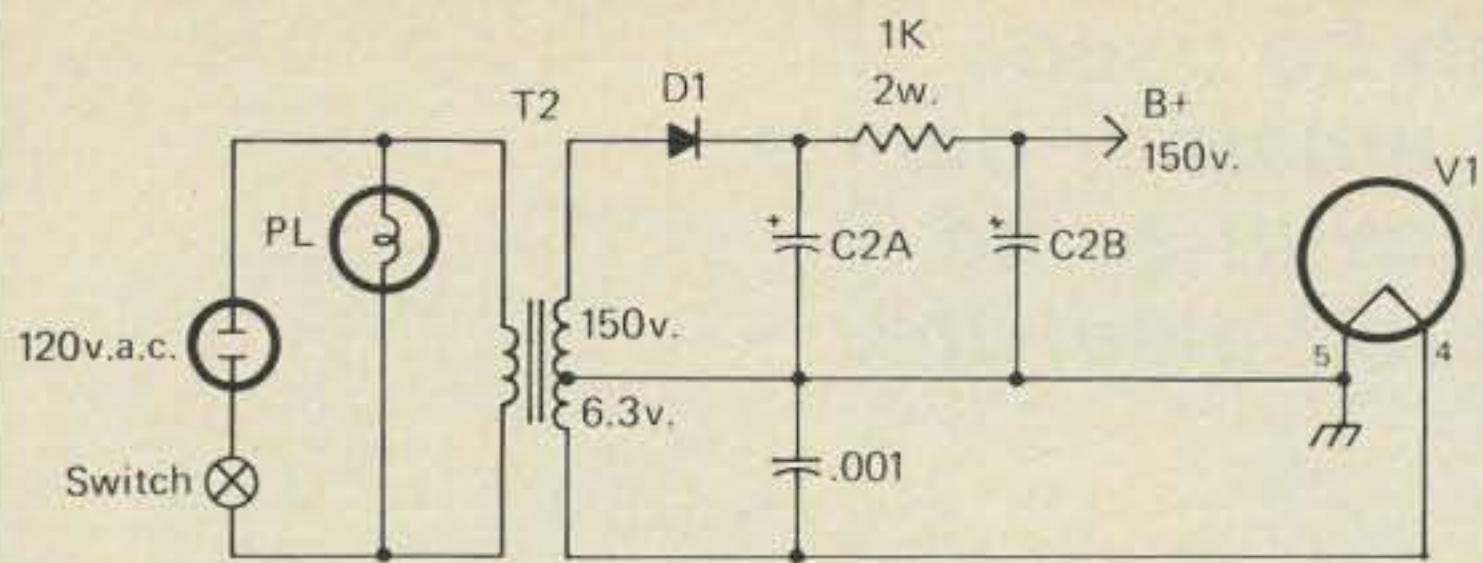 1K
2w.
D1
T2
B+
150v.
V1
PL
+
C2A
+
C2B
150v.
120v.a.c.
5
4
6.3v.
.001
Switch